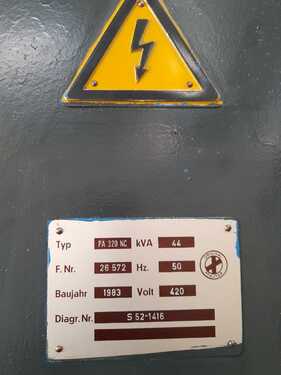 Typ PA 320 NC kVA 44
F. Nr. 26 572 Hz. 50
Baujahr 1983 Volt 420
Diagr. Nr. S 52-1416